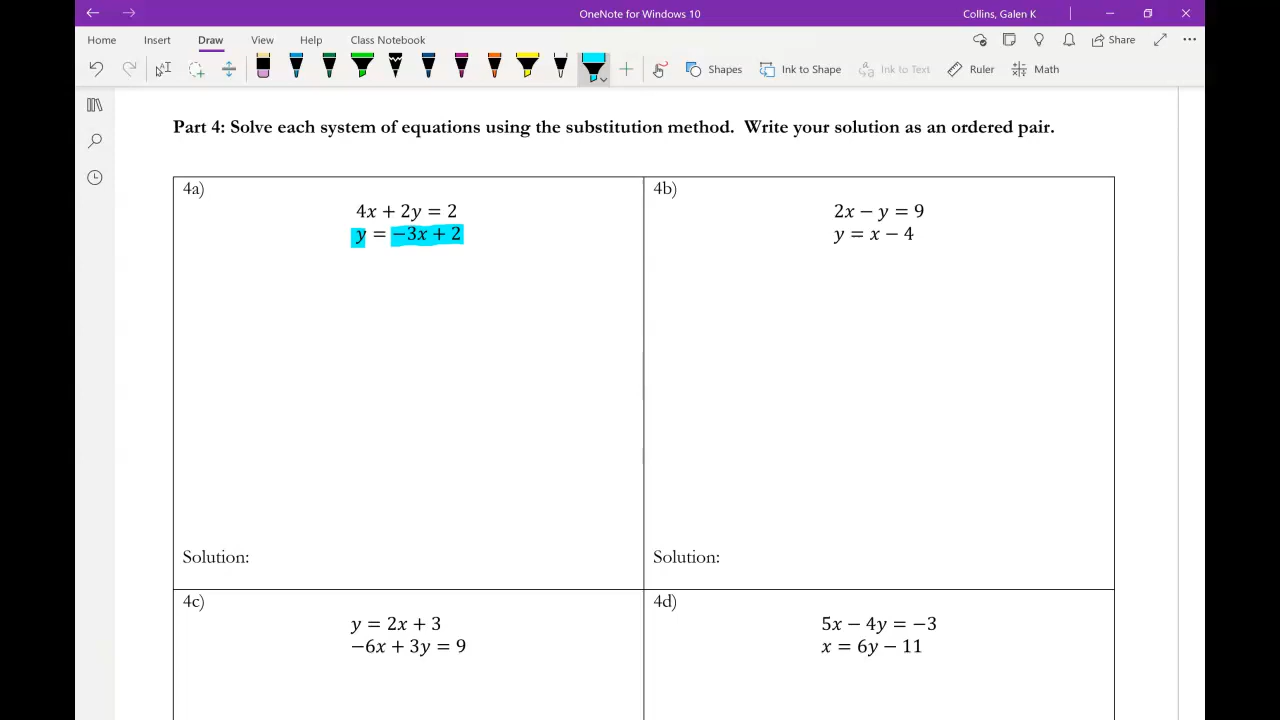 OneNote for Windows 10
Collins, Galen K
Home Insert Draw View Help Class Notebook
Share
Shapes Ink to Shape Ink to Text Ruler Math
Part 4: Solve each system of equations using the substitution method. Write your solution as an ordered pair.
4a)
4x + 2y = 2
y = −3x + 2
Solution:
4b)
2x − y = 9
y = x − 4
Solution:
4c)
y = 2x + 3
−6x + 3y = 9
4d)
5x − 4y = −3
x = 6y − 11